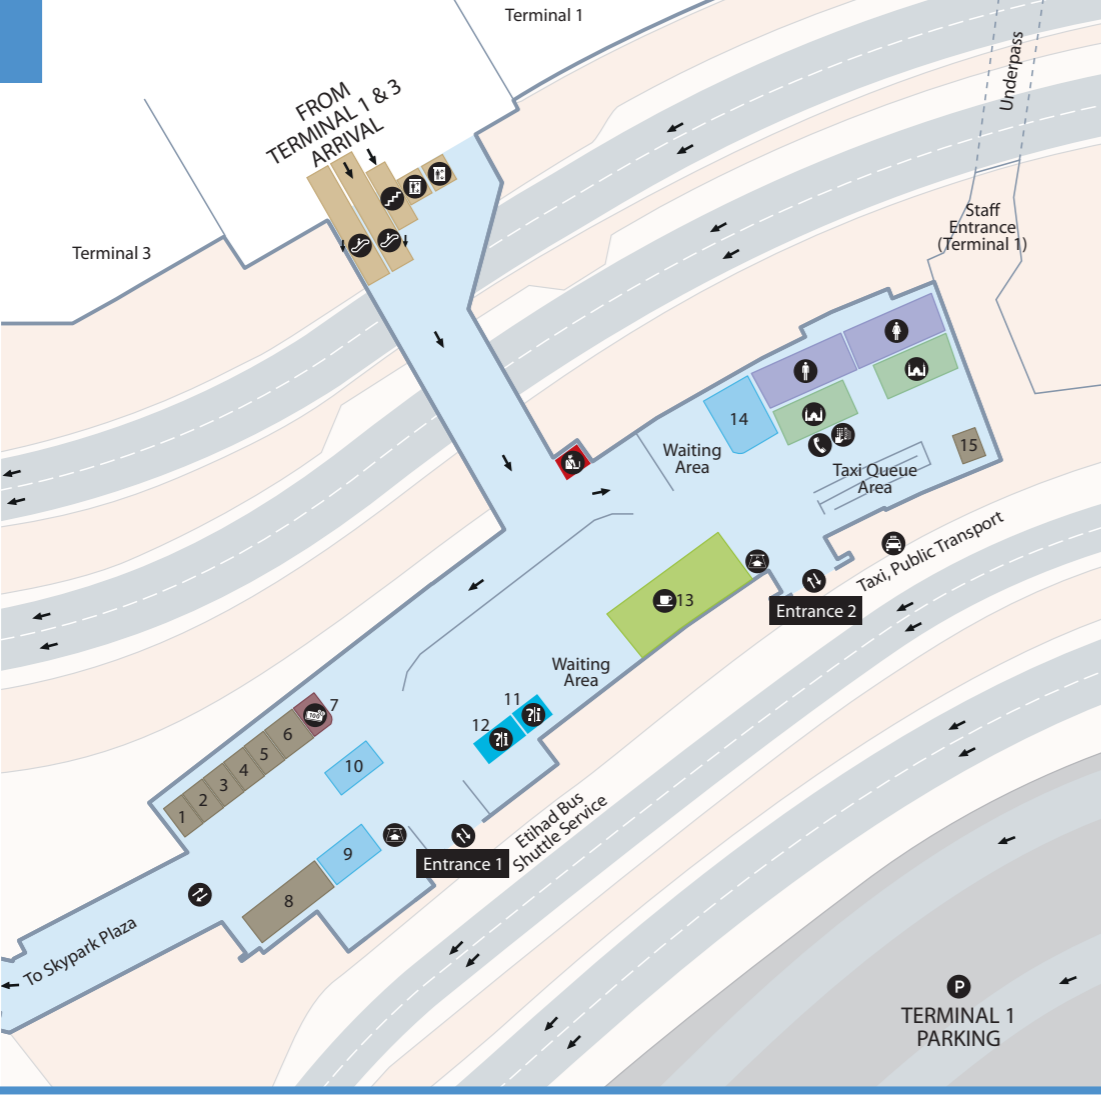 Terminal 1
Underpass
FROM
TERMINAL 1 & 3
ARRIVAL
Staff
Entrance
(Terminal 1)
Terminal 3
14
Waiting
Area
15
Taxi Queue
Area
Taxi, Public Transport
13
Entrance 2
Waiting
Area
11
12
7
100
6
5
4
3
2
1
10
9
8
Entrance 1
Etihad Bus
Shuttle Service
To Skypark Plaza
P
TERMINAL 1
PARKING
?i
?i